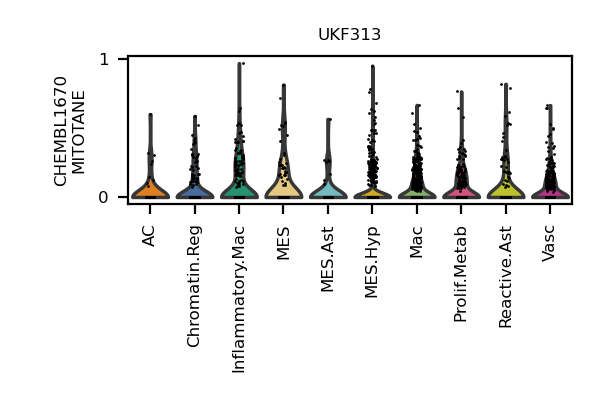 UKF313
CHEMBL1670
MITOTANE
1
0
AC
Chromatin.Reg
Inflammatory.Mac
MES
MES.Ast
MES.Hyp
Mac
Prolif.Metab
Reactive.Ast
Vasc